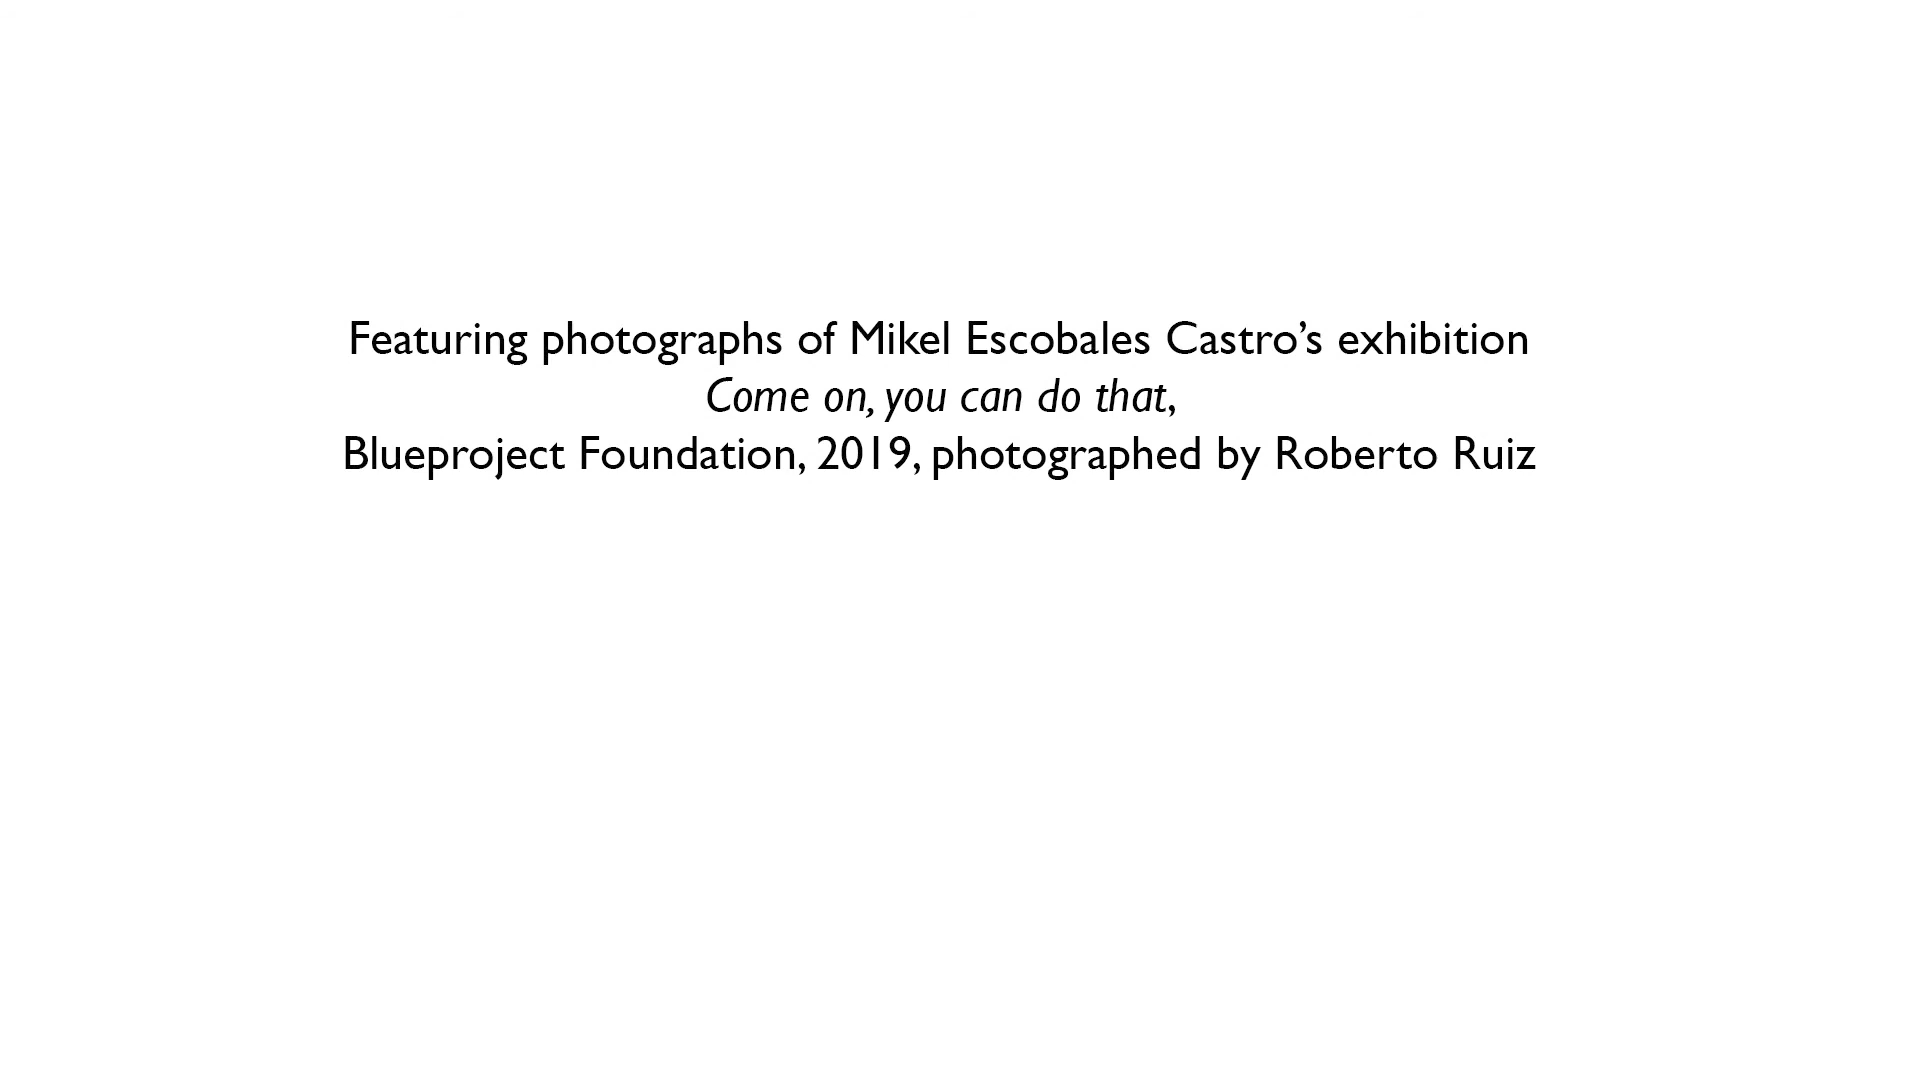 Featuring photographs of Mikel Escobales Castro’s exhibition
Come on, you can do that,
Blueproject Foundation, 2019, photographed by Roberto Ruiz